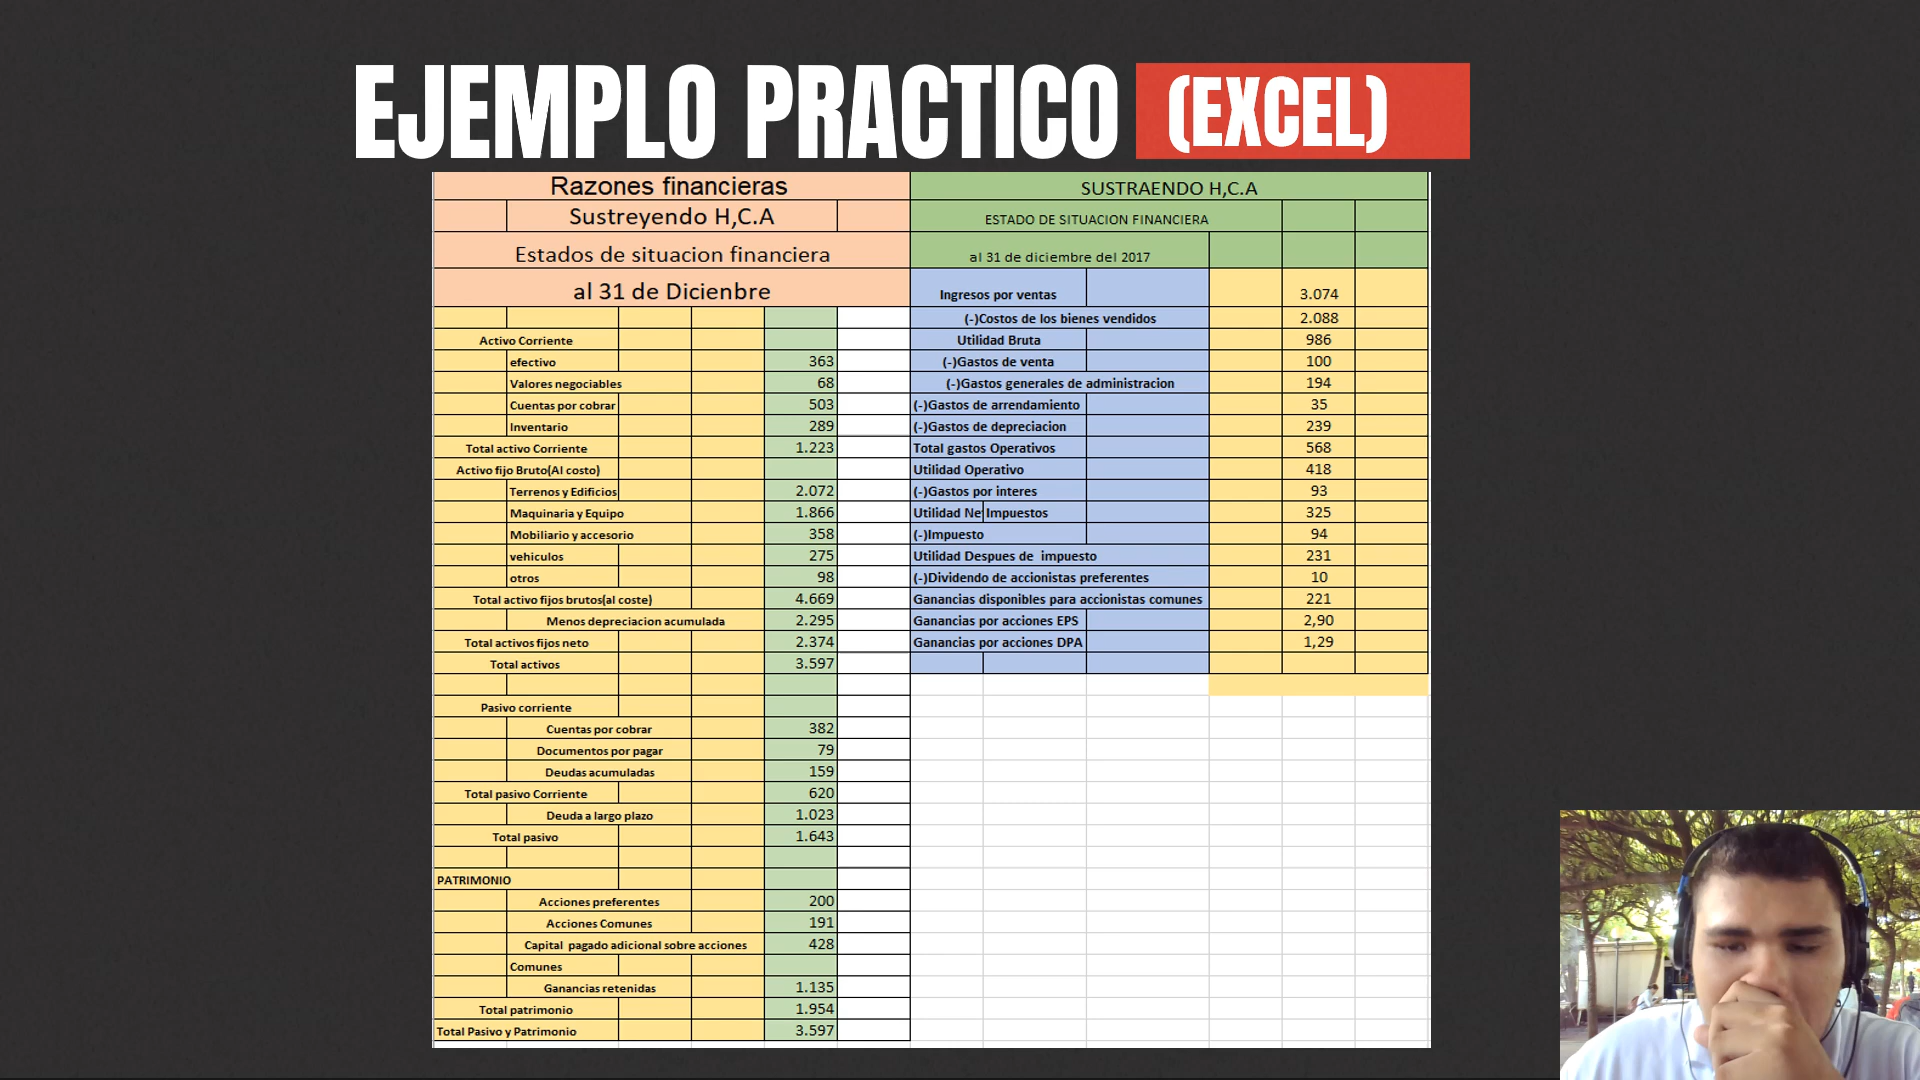 EJEMPLO PRACTICO (EXCEL)
Razones financieras
Sustreyendo H,C.A
Estados de situacion financiera
al 31 de Dicienbre
Activo Corriente
efectivo 363
Valores negociables 68
Cuentas por cobrar 503
Inventario 289
Total activo Corriente 1.223
Activo fijo Bruto(Al costo)
Terrenos y Edificios 2.072
Maquinaria y Equipo 1.866
Mobiliario y accesorio 358
vehiculos 275
otros 98
Total activo fijos brutos(al coste) 4.669
Menos depreciacion acumulada 2.295
Total activos fijos neto 2.374
Total activos 3.597
Pasivo corriente
Cuentas por cobrar 382
Documentos por pagar 79
Deudas acumuladas 159
Total pasivo Corriente 620
Deuda a largo plazo 1.023
Total pasivo 1.643
PATRIMONIO
Acciones preferentes 200
Acciones Comunes 191
Capital pagado adicional sobre acciones 428
Comunes
Ganancias retenidas 1.135
Total patrimonio 1.954
Total Pasivo y Patrimonio 3.597
SUSTRAENDO H,C.A
ESTADO DE SITUACION FINANCIERA
al 31 de diciembre del 2017
Ingresos por ventas 3.074
(-)Costos de los bienes vendidos 2.088
Utilidad Bruta 986
(-)Gastos de venta 100
(-)Gastos generales de administracion 194
(-)Gastos de arrendamiento 35
(-)Gastos de depreciacion 239
Total gastos Operativos 568
Utilidad Operativo 418
(-)Gastos por interes 93
Utilidad Ne Impuestos 325
(-)Impuesto 94
Utilidad Despues de impuesto 231
(-)Dividendo de accionistas preferentes 10
Ganancias disponibles para accionistas comunes 221
Ganancias por acciones EPS 2,90
Ganancias por acciones DPA 1,29